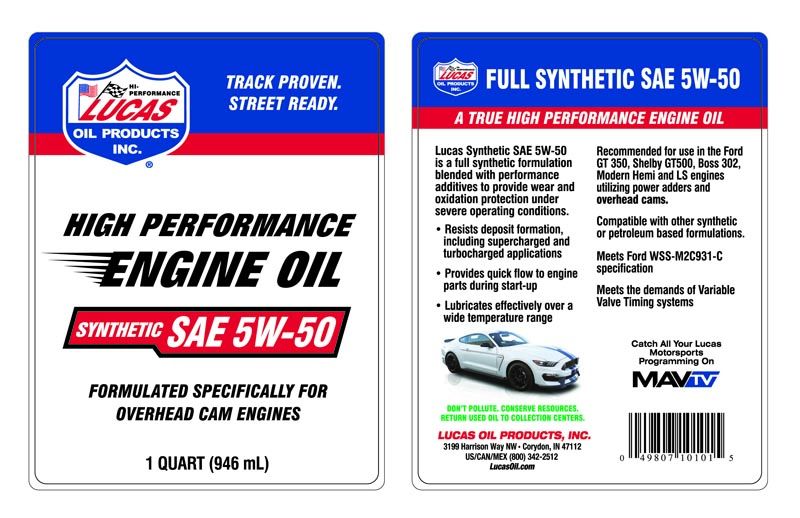 HI-
PERFORMANCE
LUCAS
OIL PRODUCTS
INC.
®
TRACK PROVEN.
STREET READY.
HIGH PERFORMANCE
ENGINE OIL
SYNTHETIC SAE 5W-50
FORMULATED SPECIFICALLY FOR
OVERHEAD CAM ENGINES
1 QUART (946 mL)
LUCAS
OIL PRODUCTS
INC.
FULL SYNTHETIC SAE 5W-50
A TRUE HIGH PERFORMANCE ENGINE OIL
Lucas Synthetic SAE 5W-50
is a full synthetic formulation
blended with performance
additives to provide wear and
oxidation protection under
severe operating conditions.
• Resists deposit formation,
including supercharged and
turbocharged applications
• Provides quick flow to engine
parts during start-up
• Lubricates effectively over a
wide temperature range
Recommended for use in the Ford
GT 350, Shelby GT500, Boss 302,
Modern Hemi and LS engines
utilizing power adders and
overhead cams.
Compatible with other synthetic
or petroleum based formulations.
Meets Ford WSS-M2C931-C
specification
Meets the demands of Variable
Valve Timing systems
Catch All Your Lucas
Motorsports
Programming On
MAVTV
DON'T POLLUTE. CONSERVE RESOURCES.
RETURN USED OIL TO COLLECTION CENTERS.
LUCAS OIL PRODUCTS, INC.
3199 Harrison Way NW • Corydon, IN 47112
US/CAN/MEX (800) 342-2512
LucasOil.com
0 49807 10101 5